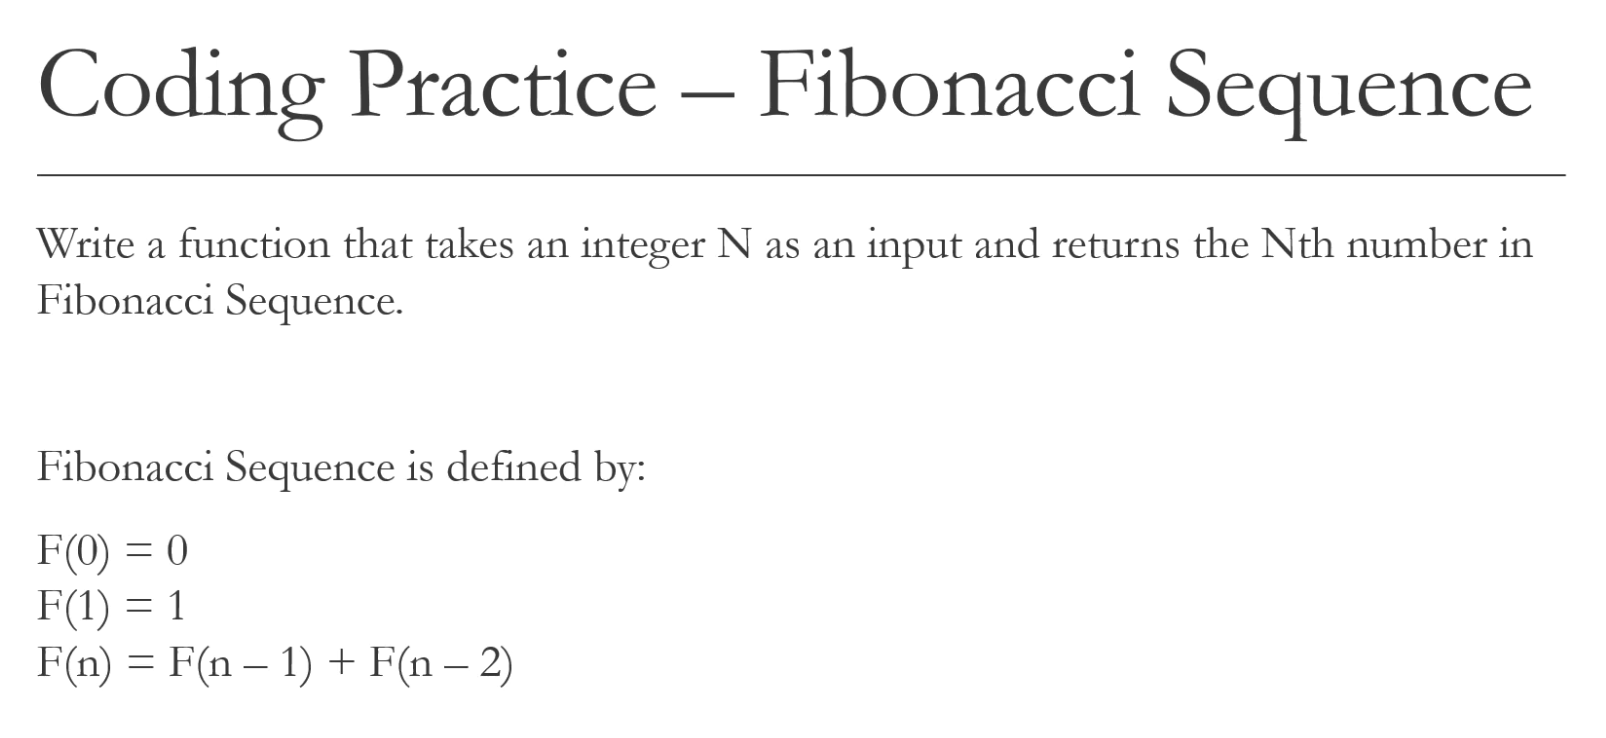 Coding Practice – Fibonacci Sequence
Write a function that takes an integer N as an input and returns the Nth number in
Fibonacci Sequence.
Fibonacci Sequence is defined by:
F(0) = 0
F(1) = 1
F(n) = F(n – 1) + F(n – 2)